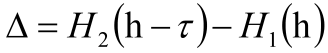 Δ = H₂(h − τ) − H₁(h)